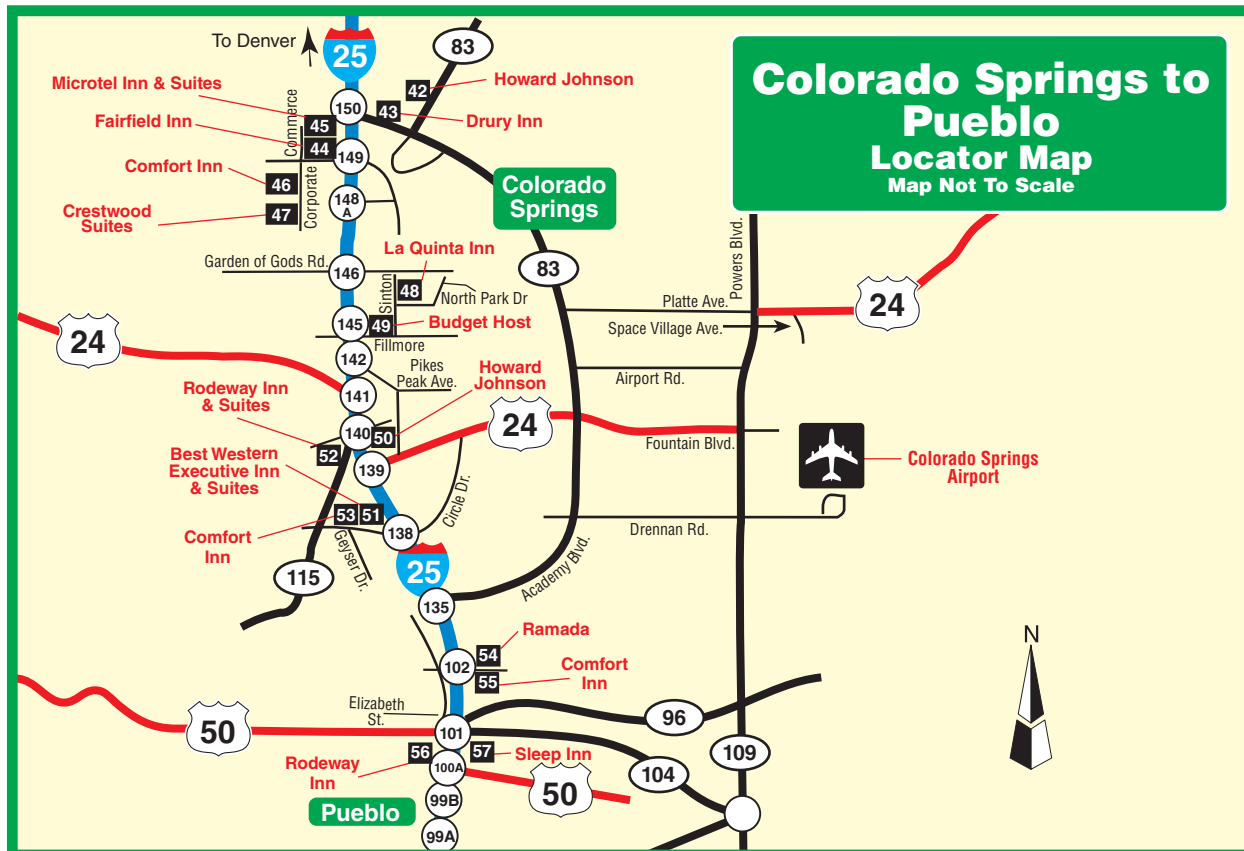 Colorado Springs to
Pueblo
Locator Map
Map Not To Scale
To Denver
25
83
Microtel Inn & Suites
42
Howard Johnson
150
43
Drury Inn
Commerce
45
Fairfield Inn
44
149
Comfort Inn
46
Corporate
148
A
Crestwood
Suites
47
Colorado
Springs
Garden of Gods Rd.
146
La Quinta Inn
83
Sinton
48
North Park Dr
Powers Blvd.
Platte Ave.
24
Space Village Ave.
145
49
Budget Host
Fillmore
24
142
Pikes
Peak Ave.
Howard
Johnson
Airport Rd.
Rodeway Inn
& Suites
141
140
50
24
Fountain Blvd.
52
Best Western
Executive Inn
& Suites
139
Colorado Springs
Airport
Circle Dr.
53
51
138
Comfort
Inn
Geyser Dr.
Drennan Rd.
115
25
Academy Blvd.
135
Ramada
54
102
55
Comfort
Inn
N
Elizabeth
St.
50
101
96
109
56
57
Sleep Inn
Rodeway
Inn
100A
104
50
Pueblo
99B
99A